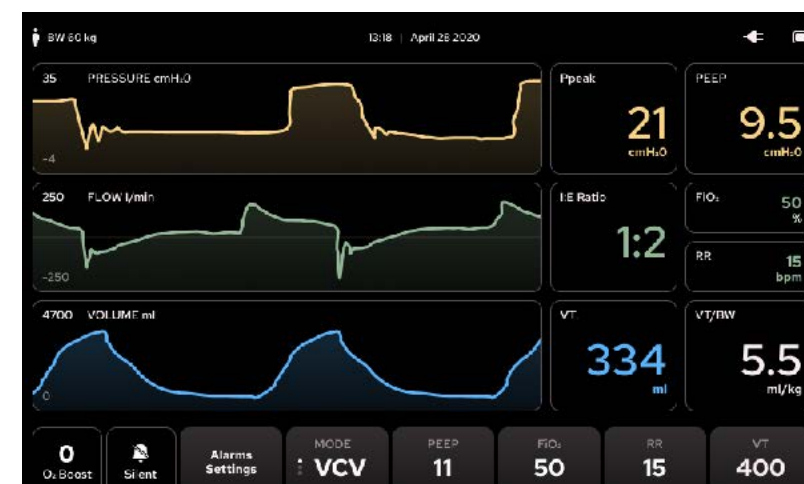 BW 60 kg
13:18 | April 28 2020
35 PRESSURE cmH₂O
-4
Ppeak
21
cmH₂O
PEEP
9.5
cmH₂O
250 FLOW l/min
-250
I:E Ratio
1:2
FiO₂
50
%
RR
15
bpm
4700 VOLUME ml
0
VT
334
ml
VT/BW
5.5
ml/kg
0
O₂ Boost
Silent
Alarms
Settings
MODE
VCV
PEEP
11
FiO₂
50
RR
15
VT
400